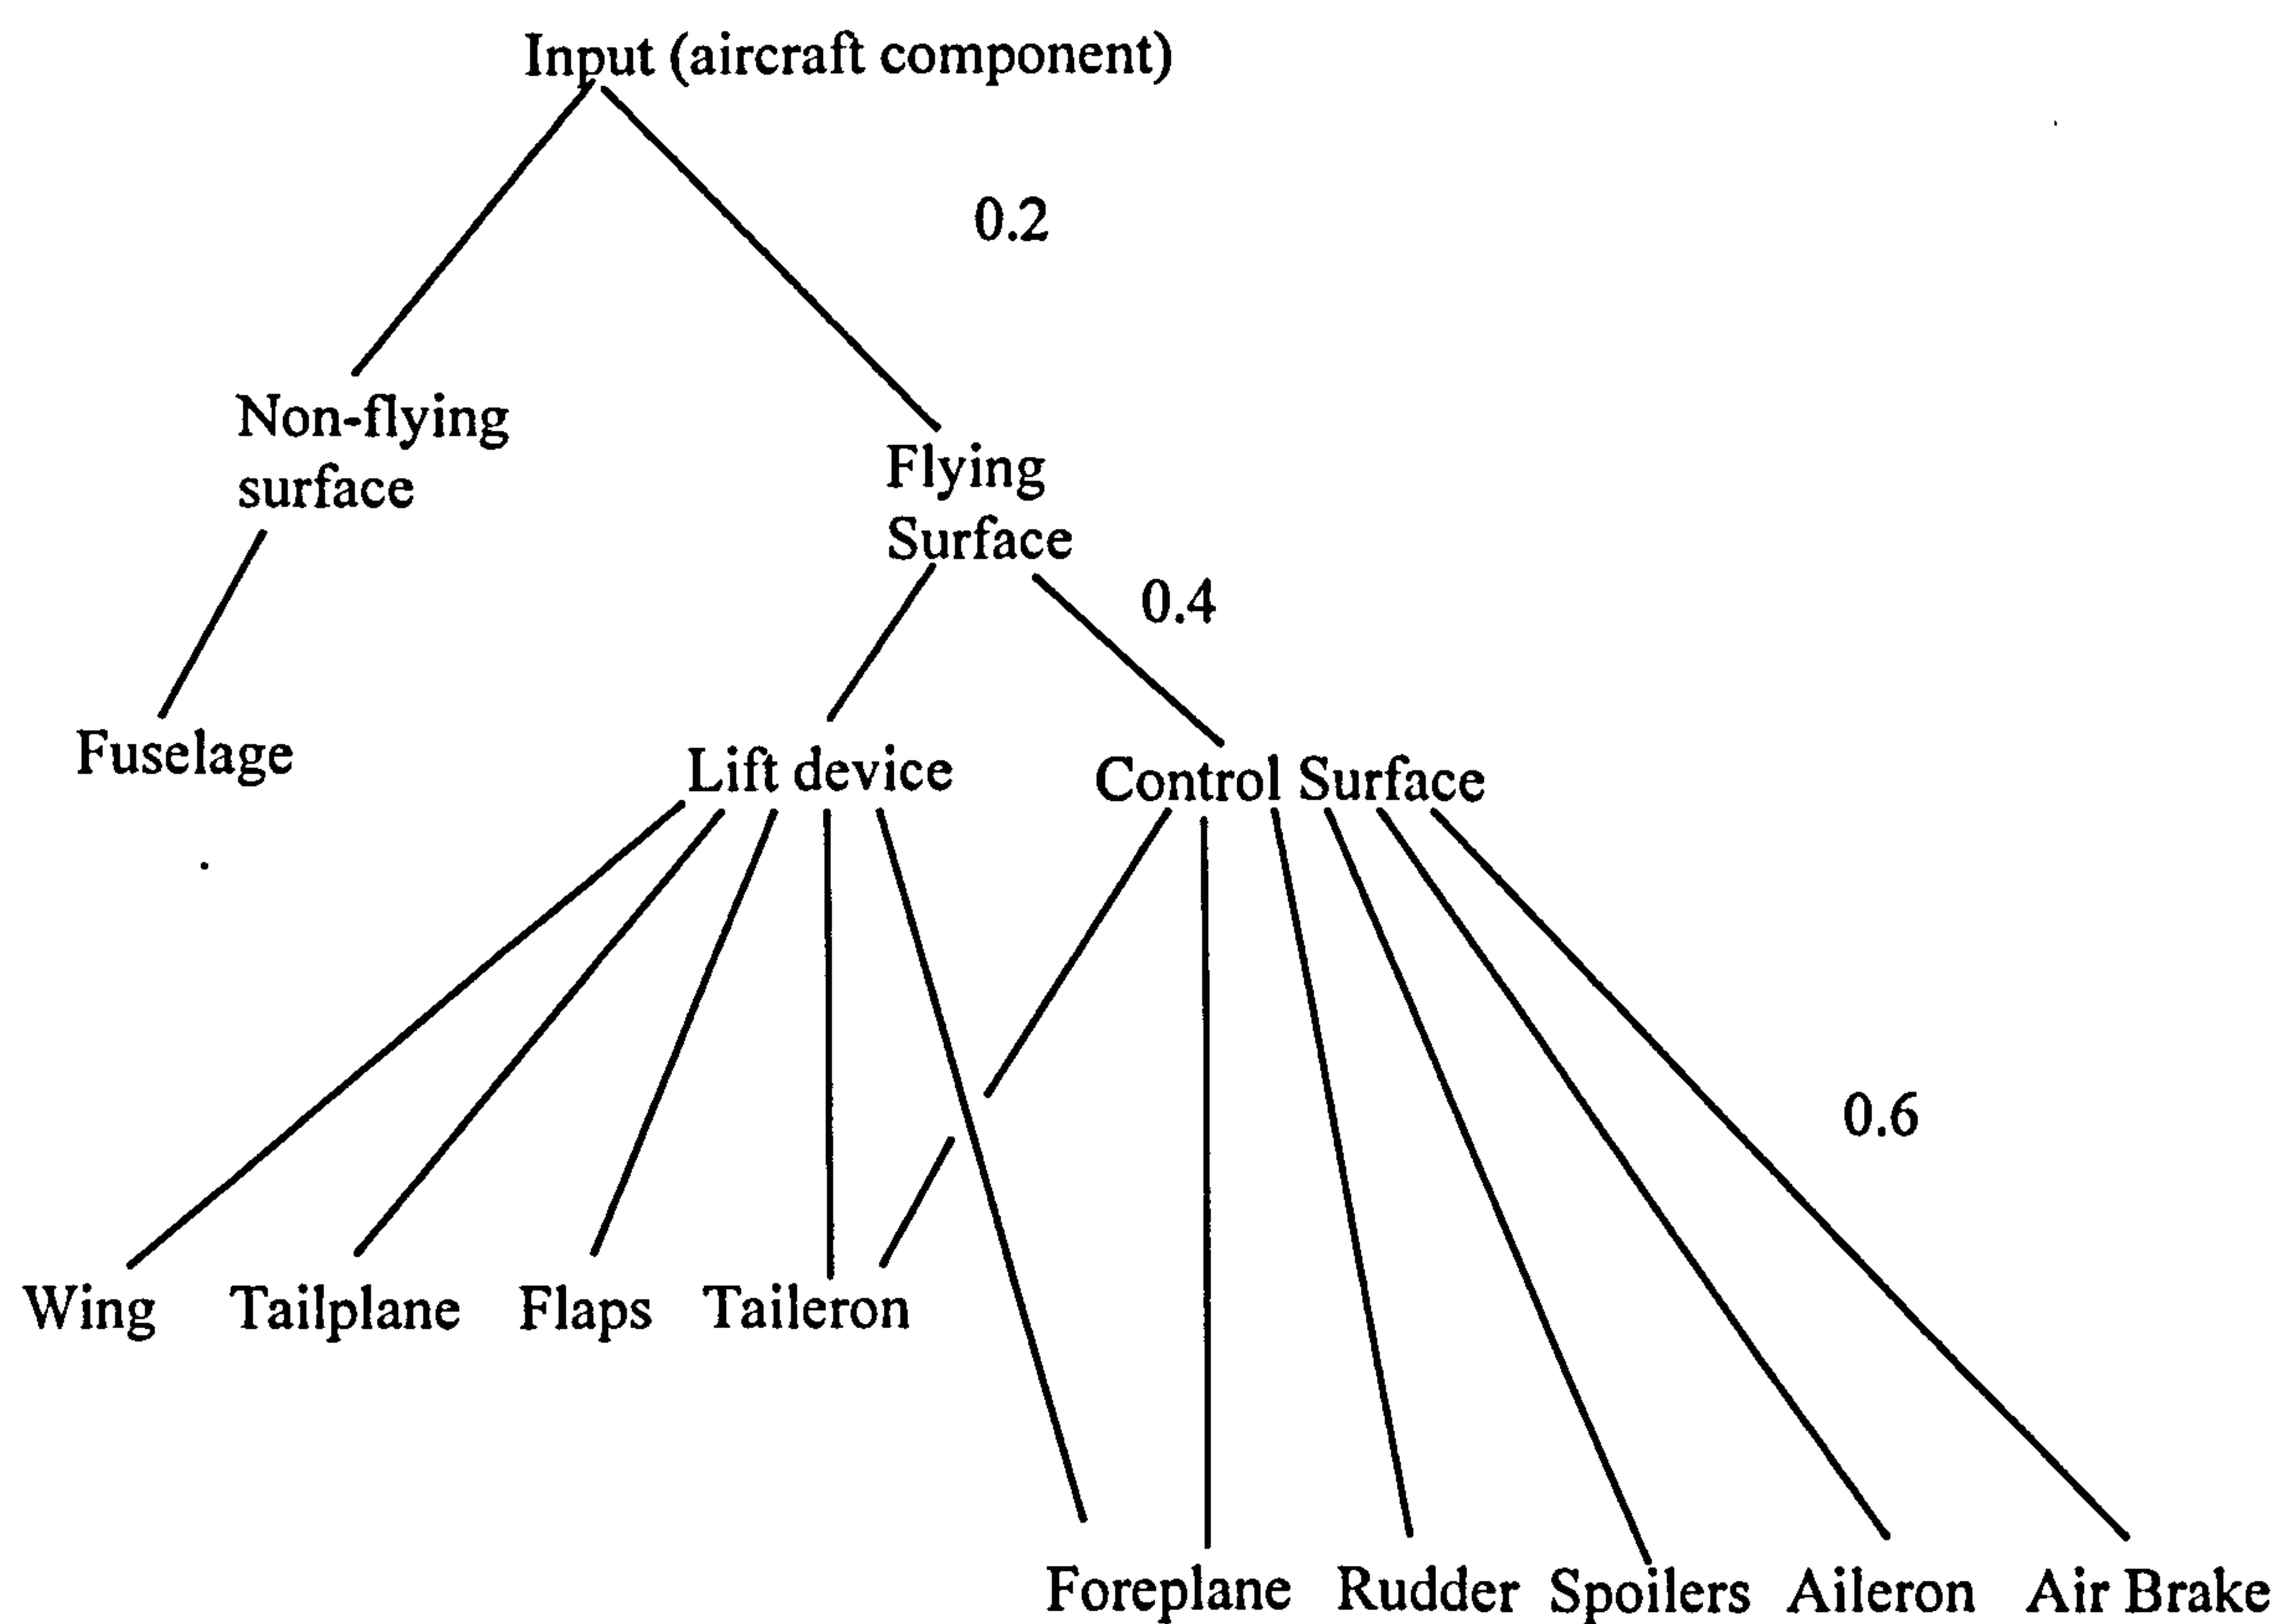 Input (aircraft component)
0.2
Non-flying
surface
Flying
Surface
0.4
Fuselage
Lift device
Control Surface
0.6
Wing
Tailplane
Flaps
Taileron
Foreplane
Rudder
Spoilers
Aileron
Air Brake